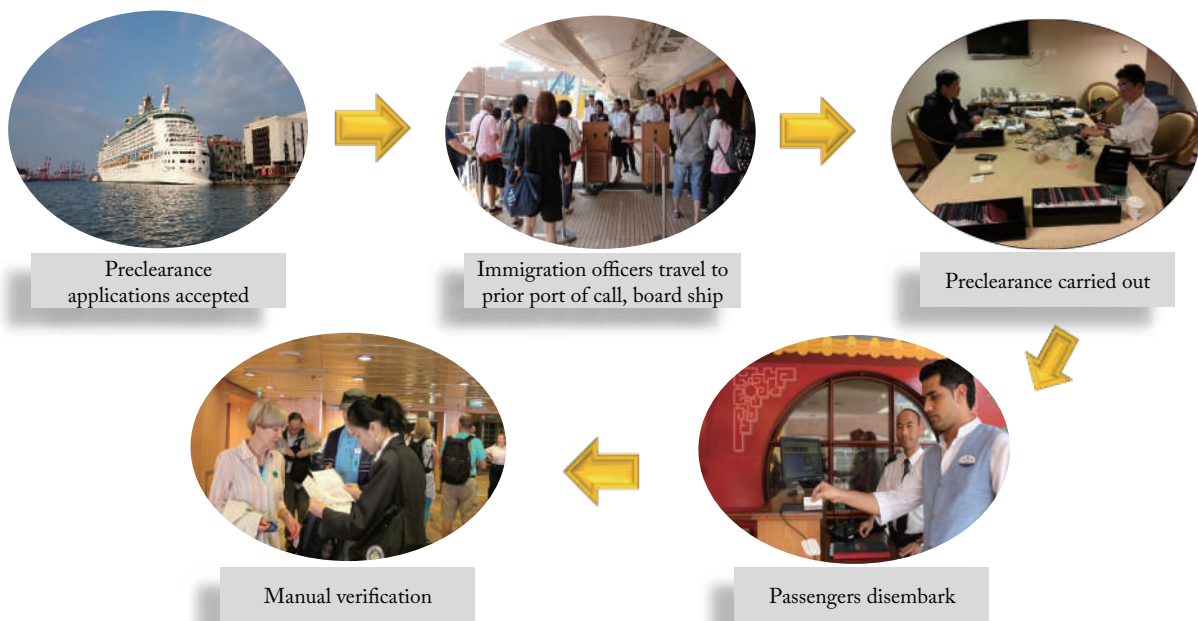 Preclearance
applications accepted
Immigration officers travel to
prior port of call, board ship
Preclearance carried out
Passengers disembark
Manual verification